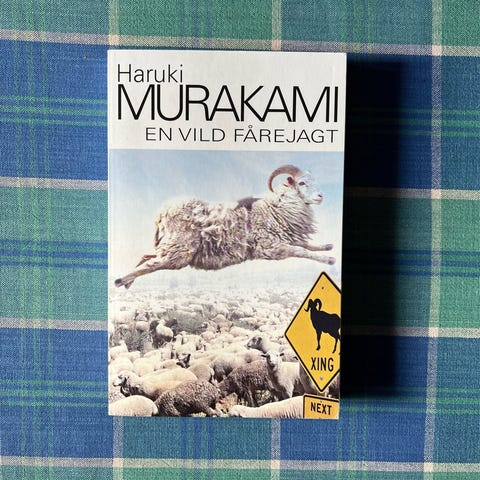 Haruki
MURAKAMI
EN VILD FÅREJAGT
XING
NEXT